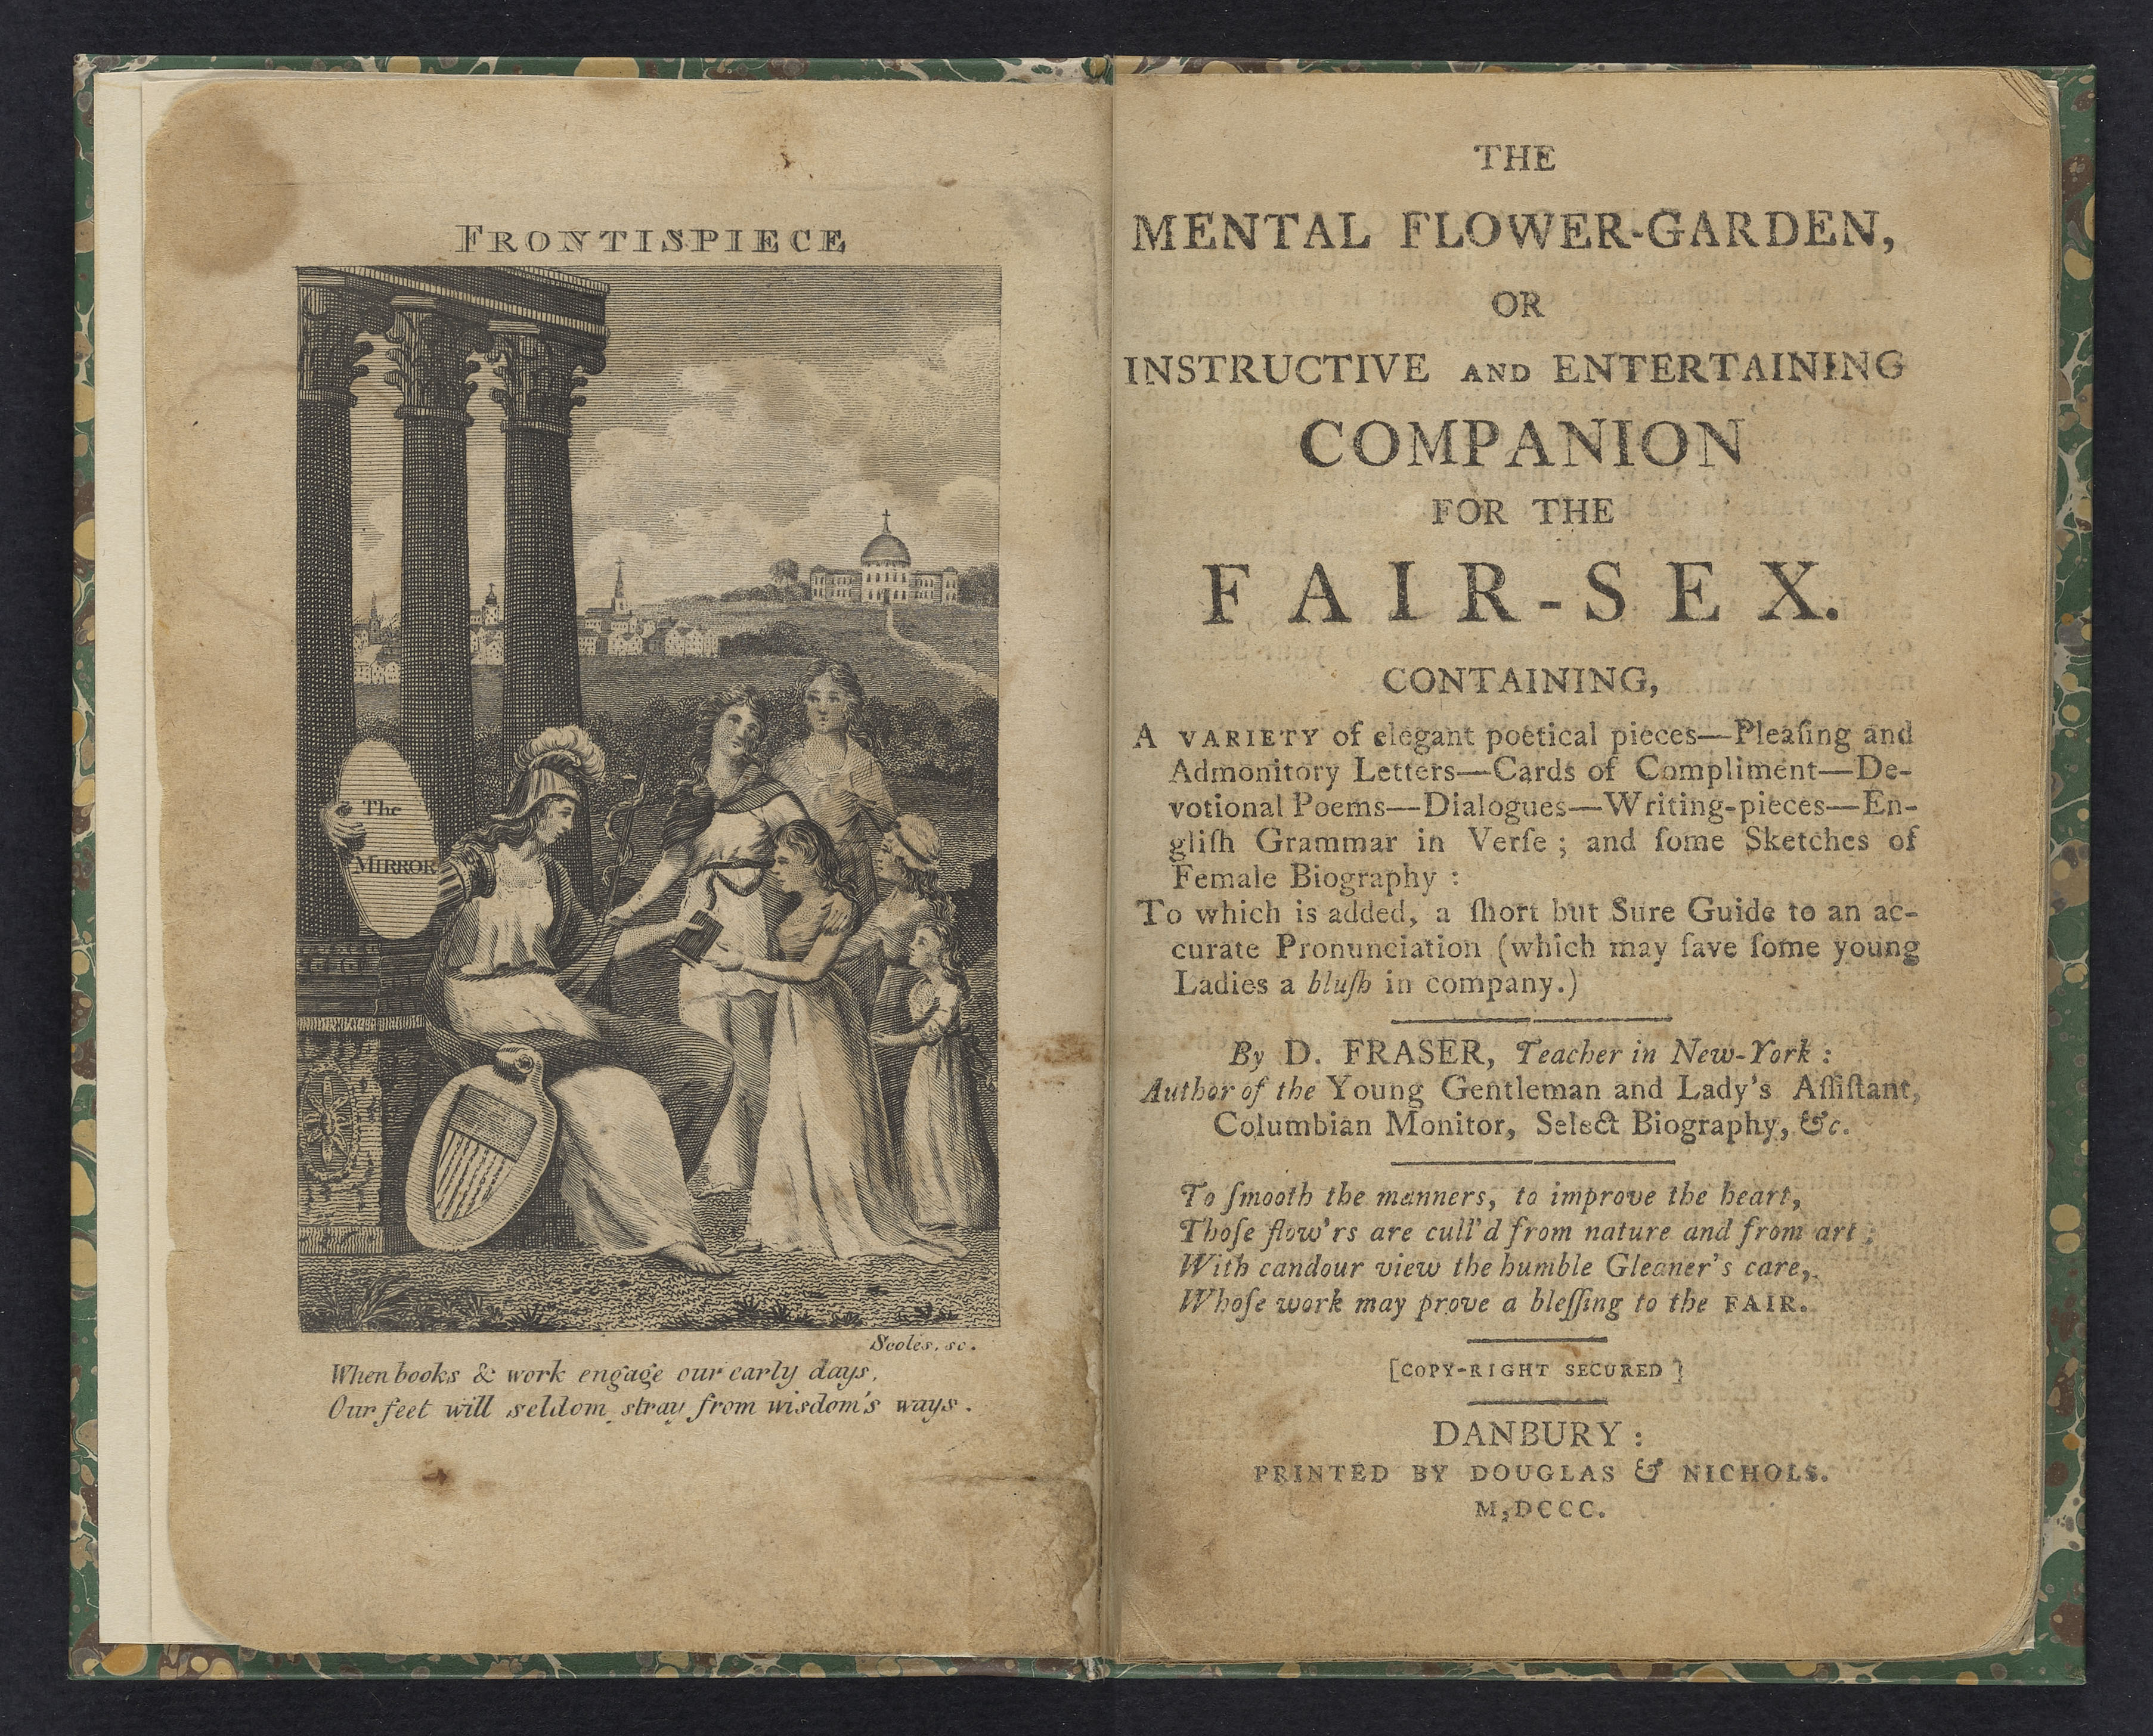 FRONTISPIECE
The
MIRROR
Scoles. sc.
When books & work engage our early days,
Our feet will seldom stray from wisdom's ways.
THE
MENTAL FLOWER-GARDEN,
OR
INSTRUCTIVE AND ENTERTAINING
COMPANION
FOR THE
FAIR-SEX.
CONTAINING,
A VARIETY of elegant poetical pieces—Pleaſing and
Admonitory Letters—Cards of Compliment—De-
votional Poems—Dialogues—Writing-pieces—En-
gliſh Grammar in Verſe; and ſome Sketches of
Female Biography:
To which is added, a ſhort but Sure Guide to an ac-
curate Pronunciation (which may ſave ſome young
Ladies a bluſh in company.)
By D. FRASER, Teacher in New-York:
Author of the Young Gentleman and Lady's Aſſiſtant,
Columbian Monitor, Select Biography, &c.
To ſmooth the manners, to improve the heart,
Thoſe flow'rs are cull'd from nature and from art;
With candour view the humble Gleaner's care,
Whoſe work may prove a bleſſing to the FAIR.
[COPY-RIGHT SECURED]
DANBURY:
PRINTED BY DOUGLAS & NICHOLS.
M,DCCC.